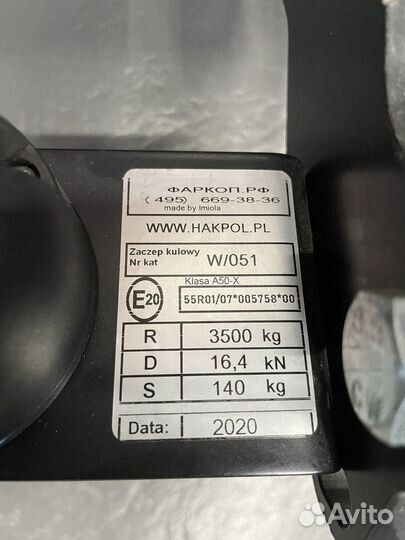 ФАРКОП.РФ
( 495) 669-38-36
made by Imiola
WWW.HAKPOL.PL
Zaczep kulowy
Nr kat W/051
Klasa A50-X
E20 55R01/07*005758*00
R 3500 kg
D 16,4 kN
S 140 kg
Data: 2020
Avito